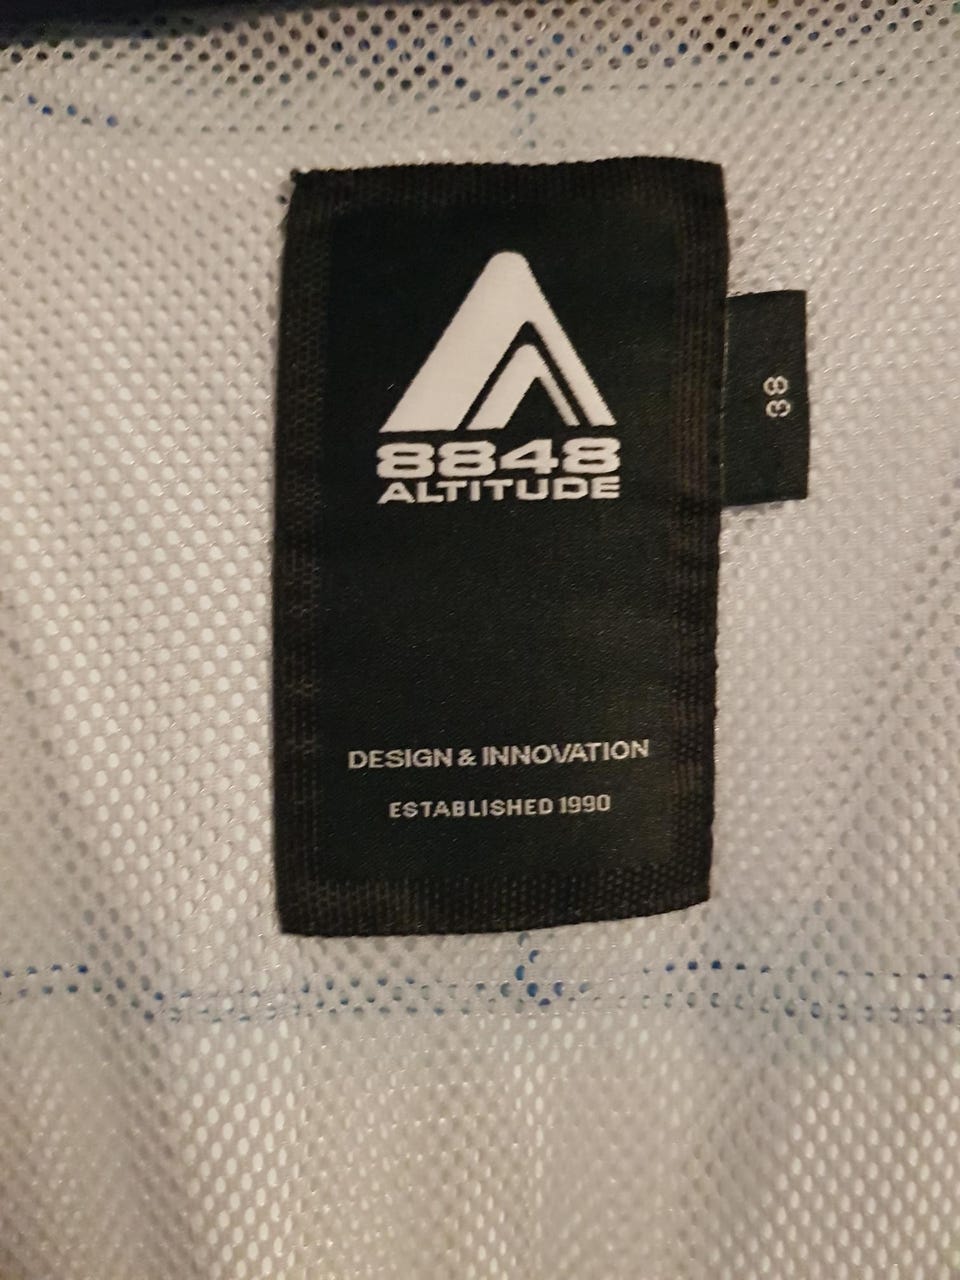 8848
ALTITUDE
38
DESIGN & INNOVATION
ESTABLISHED 1990